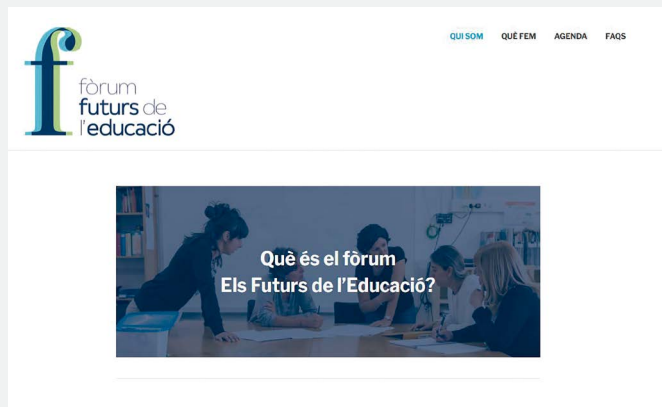 f
fòrum
futurs de
l'educació
QUI SOM
QUÈ FEM
AGENDA
FAQS
Què és el fòrum
Els Futurs de l'Educació?